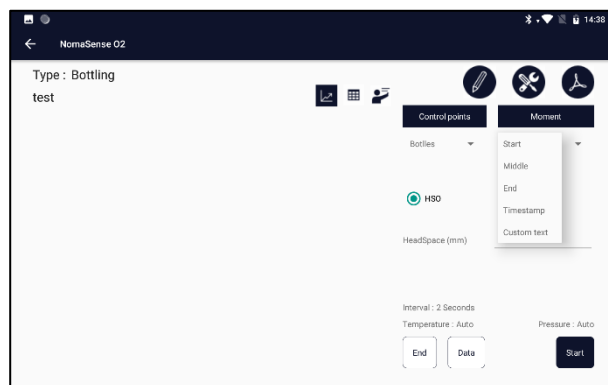 14:38
NomaSense O2
Type : Bottling
test
Control points
Moment
Botlles
Start
Middle
End
Timestamp
Custom text
HSO
HeadSpace (mm)
Interval : 2 Seconds
Temperature : Auto
Pressure : Auto
End
Data
Start